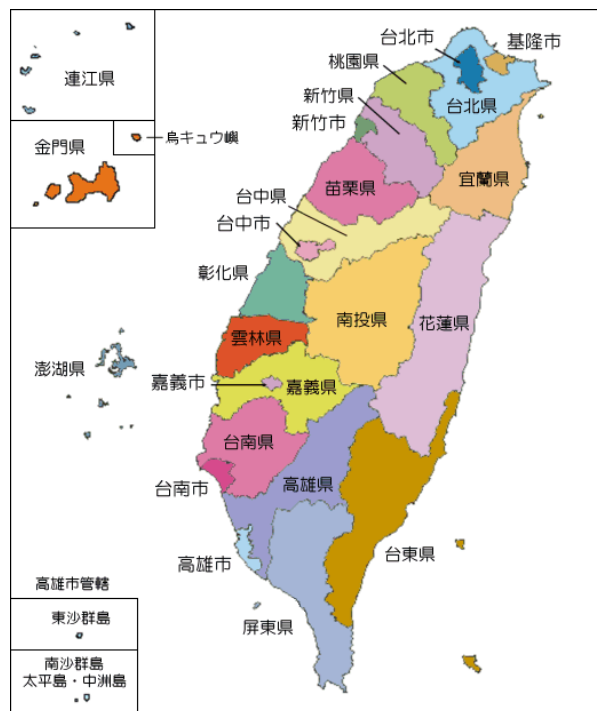 連江県
金門県
烏キュウ嶼
台北市
基隆市
桃園県
台北県
新竹県
新竹市
宜蘭県
苗栗県
台中県
台中市
彰化県
南投県
花蓮県
雲林県
澎湖県
嘉義市
嘉義県
台南県
台南市
高雄県
高雄市
台東県
屏東県
高雄市管轄
東沙群島
南沙群島
太平島・中洲島